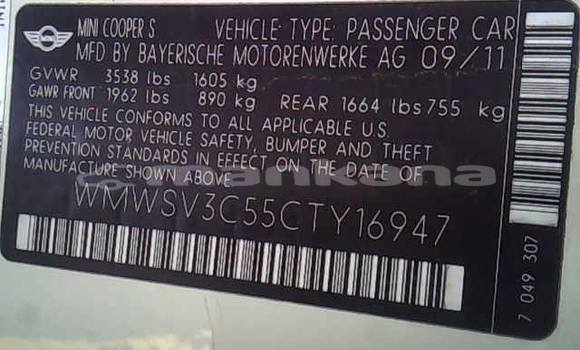 MINI COOPER S VEHICLE TYPE: PASSENGER CAR
MFD BY BAYERISCHE MOTORENWERKE AG 09/11
GVWR 3538 lbs 1605 kg
GAWR FRONT 1962 lbs 890 kg REAR 1664 lbs 755 kg
THIS VEHICLE CONFORMS TO ALL APPLICABLE U.S.
FEDERAL MOTOR VEHICLE SAFETY, BUMPER AND THEFT
PREVENTION STANDARDS IN EFFECT ON THE DATE OF
MANUFACTURE SHOWN ABOVE
WMWSV3C55CTY16947
7 049 307